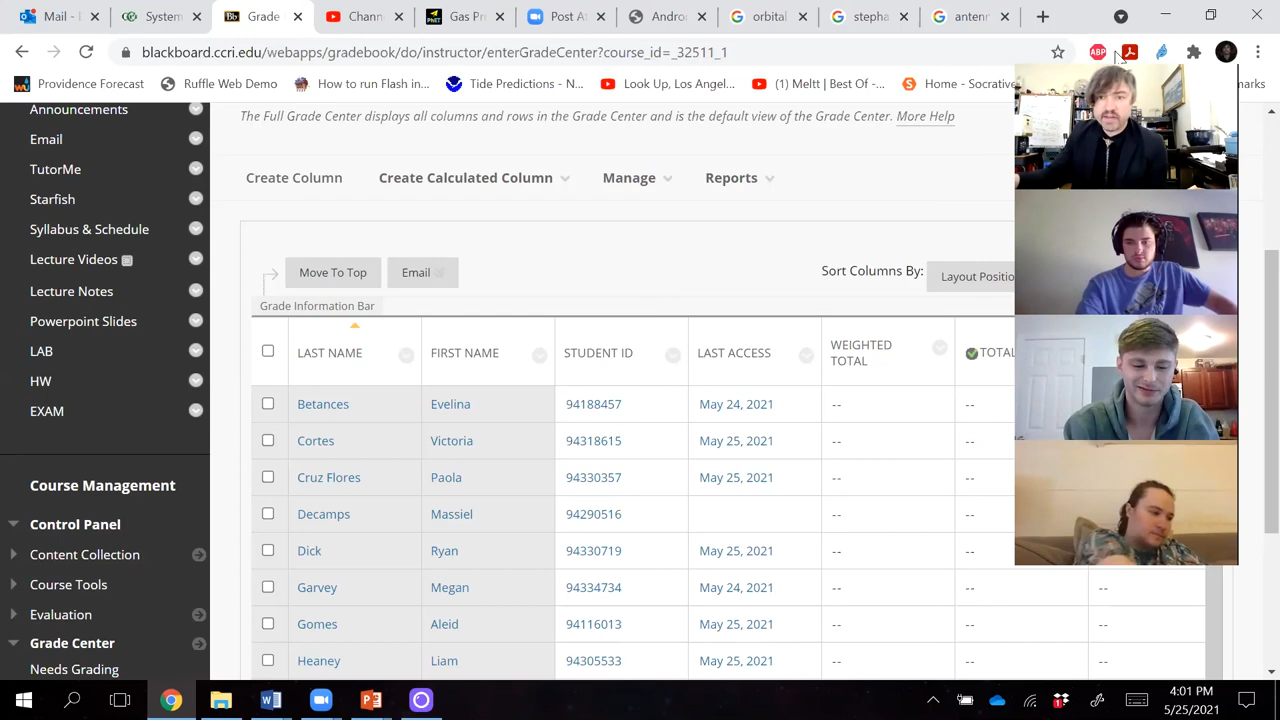 Mail - E
System
Grade
Chann
Gas Pr
Post At
Andro
orbital
stepha
antenr
blackboard.ccri.edu/webapps/gradebook/do/instructor/enterGradeCenter?course_id=_32511_1
Providence Forecast
Ruffle Web Demo
How to run Flash in...
Tide Predictions - N...
Look Up, Los Angel...
(1) Meltt | Best Of -...
Home - Socrative
marks
Announcements
Email
TutorMe
Starfish
Syllabus & Schedule
Lecture Videos
Lecture Notes
Powerpoint Slides
LAB
HW
EXAM
Course Management
Control Panel
Content Collection
Course Tools
Evaluation
Grade Center
Needs Grading
The Full Grade Center displays all columns and rows in the Grade Center and is the default view of the Grade Center. More Help
Create Column Create Calculated Column Manage Reports
Move To Top Email Sort Columns By: Layout Positio
Grade Information Bar
LAST NAME FIRST NAME STUDENT ID LAST ACCESS WEIGHTED TOTAL TOTAL
Betances Evelina 94188457 May 24, 2021 -- --
Cortes Victoria 94318615 May 25, 2021 -- --
Cruz Flores Paola 94330357 May 25, 2021 -- --
Decamps Massiel 94290516 May 25, 2021 -- --
Dick Ryan 94330719 May 25, 2021 -- --
Garvey Megan 94334734 May 24, 2021 -- -- --
Gomes Aleid 94116013 May 25, 2021 -- -- --
Heaney Liam 94305533 May 25, 2021 -- -- --
4:01 PM
5/25/2021